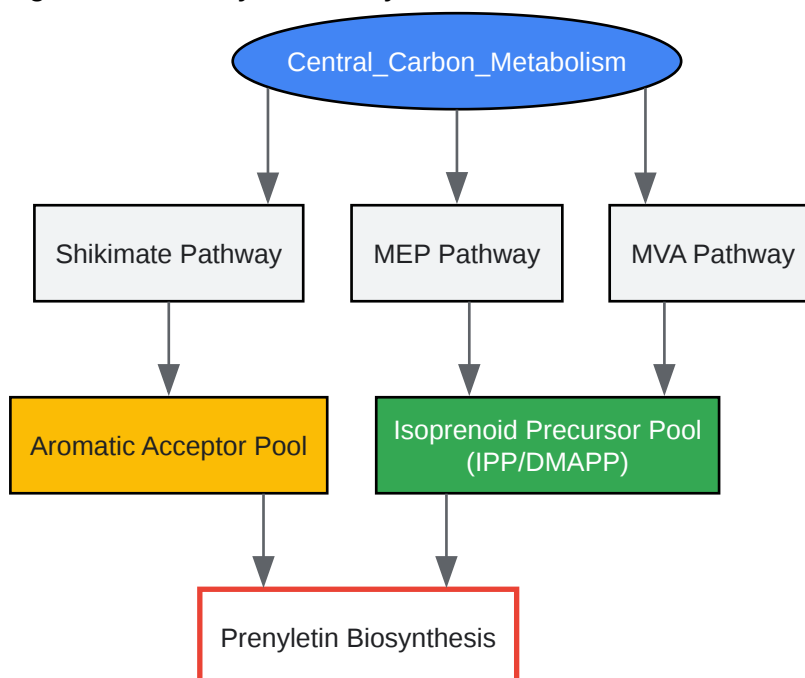 Central_Carbon_Metabolism
Shikimate Pathway
MEP Pathway
MVA Pathway
Aromatic Acceptor Pool
Isoprenoid Precursor Pool
(IPP/DMAPP)
Prenyletin Biosynthesis